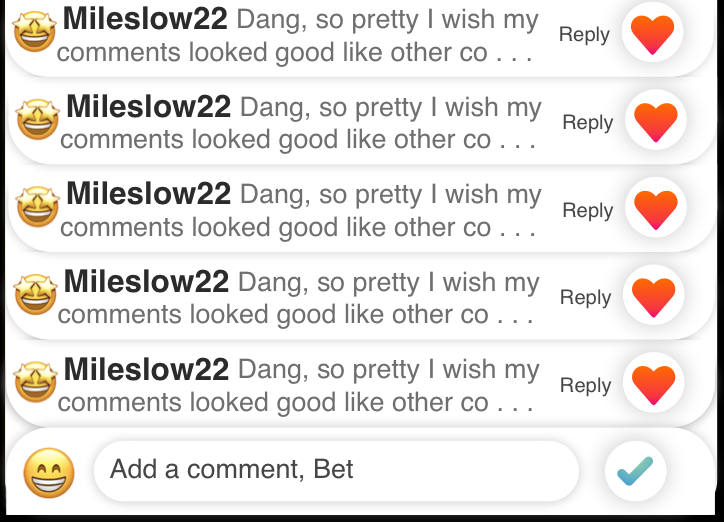 Mileslow22 Dang, so pretty I wish my
comments looked good like other co . . .
Reply
Mileslow22 Dang, so pretty I wish my
comments looked good like other co . . .
Reply
Mileslow22 Dang, so pretty I wish my
comments looked good like other co . . .
Reply
Mileslow22 Dang, so pretty I wish my
comments looked good like other co . . .
Reply
Mileslow22 Dang, so pretty I wish my
comments looked good like other co . . .
Reply
Add a comment, Bet